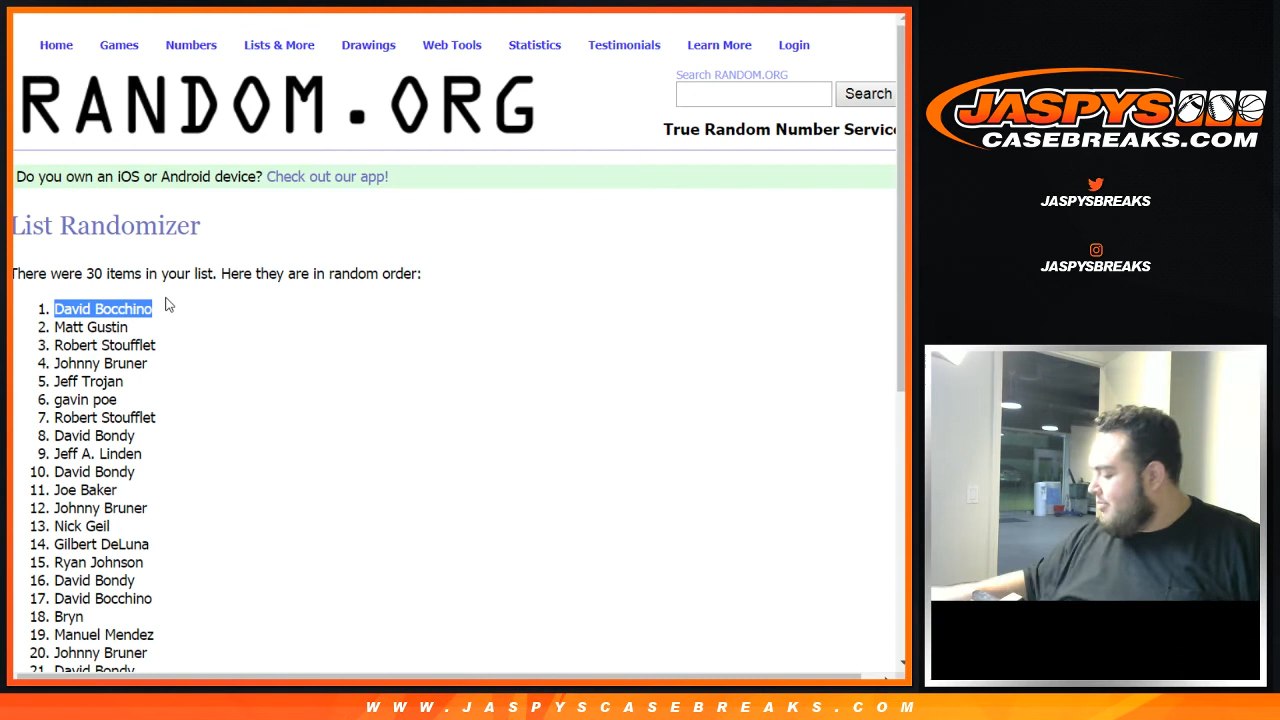 Home Games Numbers Lists & More Drawings Web Tools Statistics Testimonials Learn More Login
RANDOM.ORG
Search RANDOM.ORG
Search
True Random Number Servic
Do you own an iOS or Android device? Check out our app!
List Randomizer
There were 30 items in your list. Here they are in random order:
1. David Bocchino
2. Matt Gustin
3. Robert Stoufflet
4. Johnny Bruner
5. Jeff Trojan
6. gavin poe
7. Robert Stoufflet
8. David Bondy
9. Jeff A. Linden
10. David Bondy
11. Joe Baker
12. Johnny Bruner
13. Nick Geil
14. Gilbert DeLuna
15. Ryan Johnson
16. David Bondy
17. David Bocchino
18. Bryn
19. Manuel Mendez
20. Johnny Bruner
21. David Bondy
JASPYS
CASEBREAKS.COM
JASPYSBREAKS
JASPYSBREAKS
WWW.JASPYSCASEBREAKS.COM